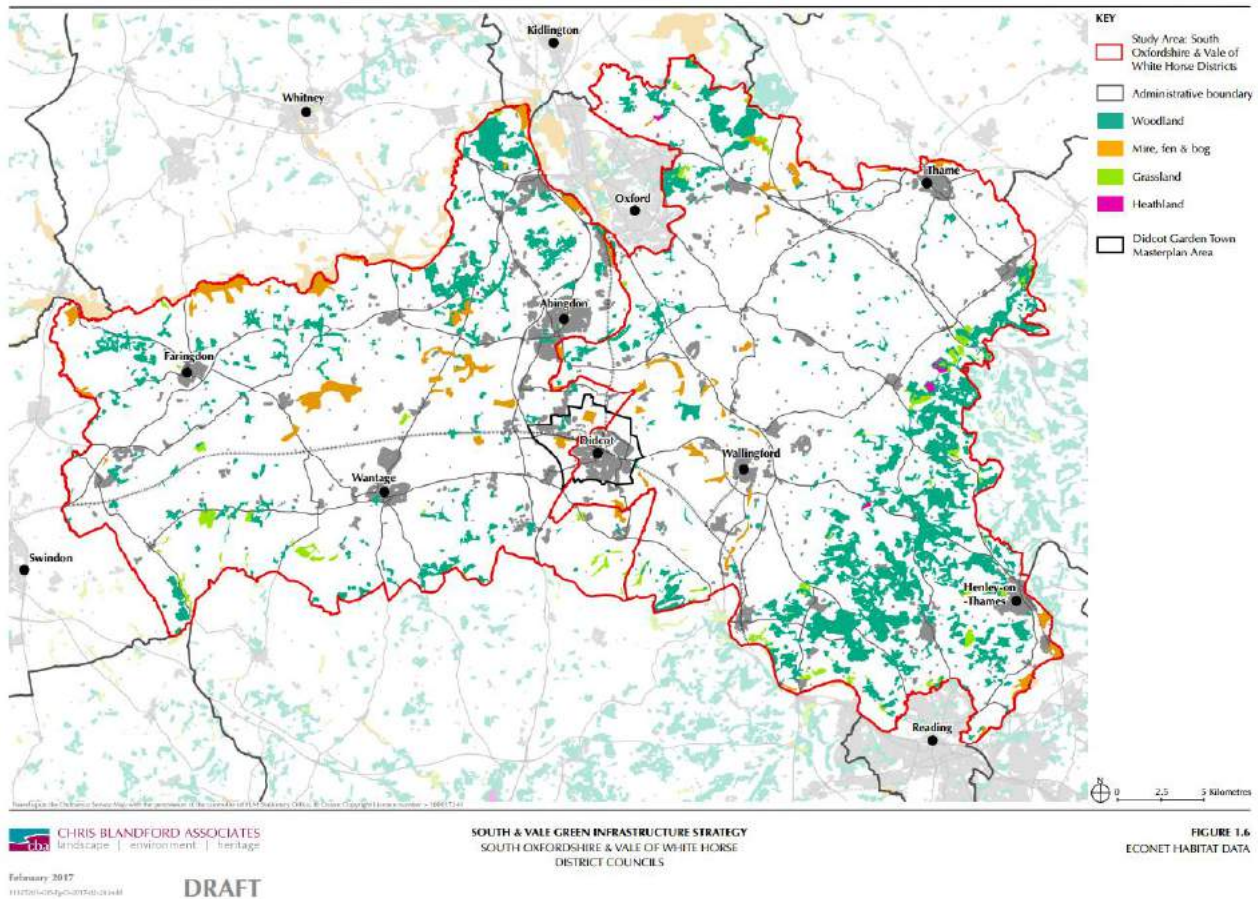 KEY
Study Area: South
Oxfordshire & Vale of
White Horse Districts
Administrative boundary
Woodland
Mire, fen & bog
Grassland
Heathland
Didcot Garden Town
Masterplan Area
Kidlington
Whitney
Thame
Oxford
Abingdon
Faringdon
Didcot
Wallingford
Wantage
Swindon
Henley-on
-Thames
Reading
N
0 2.5 5 Kilometres
CHRIS BLANDFORD ASSOCIATES
landscape | environment | heritage
cba
SOUTH & VALE GREEN INFRASTRUCTURE STRATEGY
SOUTH OXFORDSHIRE & VALE OF WHITE HORSE
DISTRICT COUNCILS
FIGURE 1.6
ECONET HABITAT DATA
February 2017
DRAFT